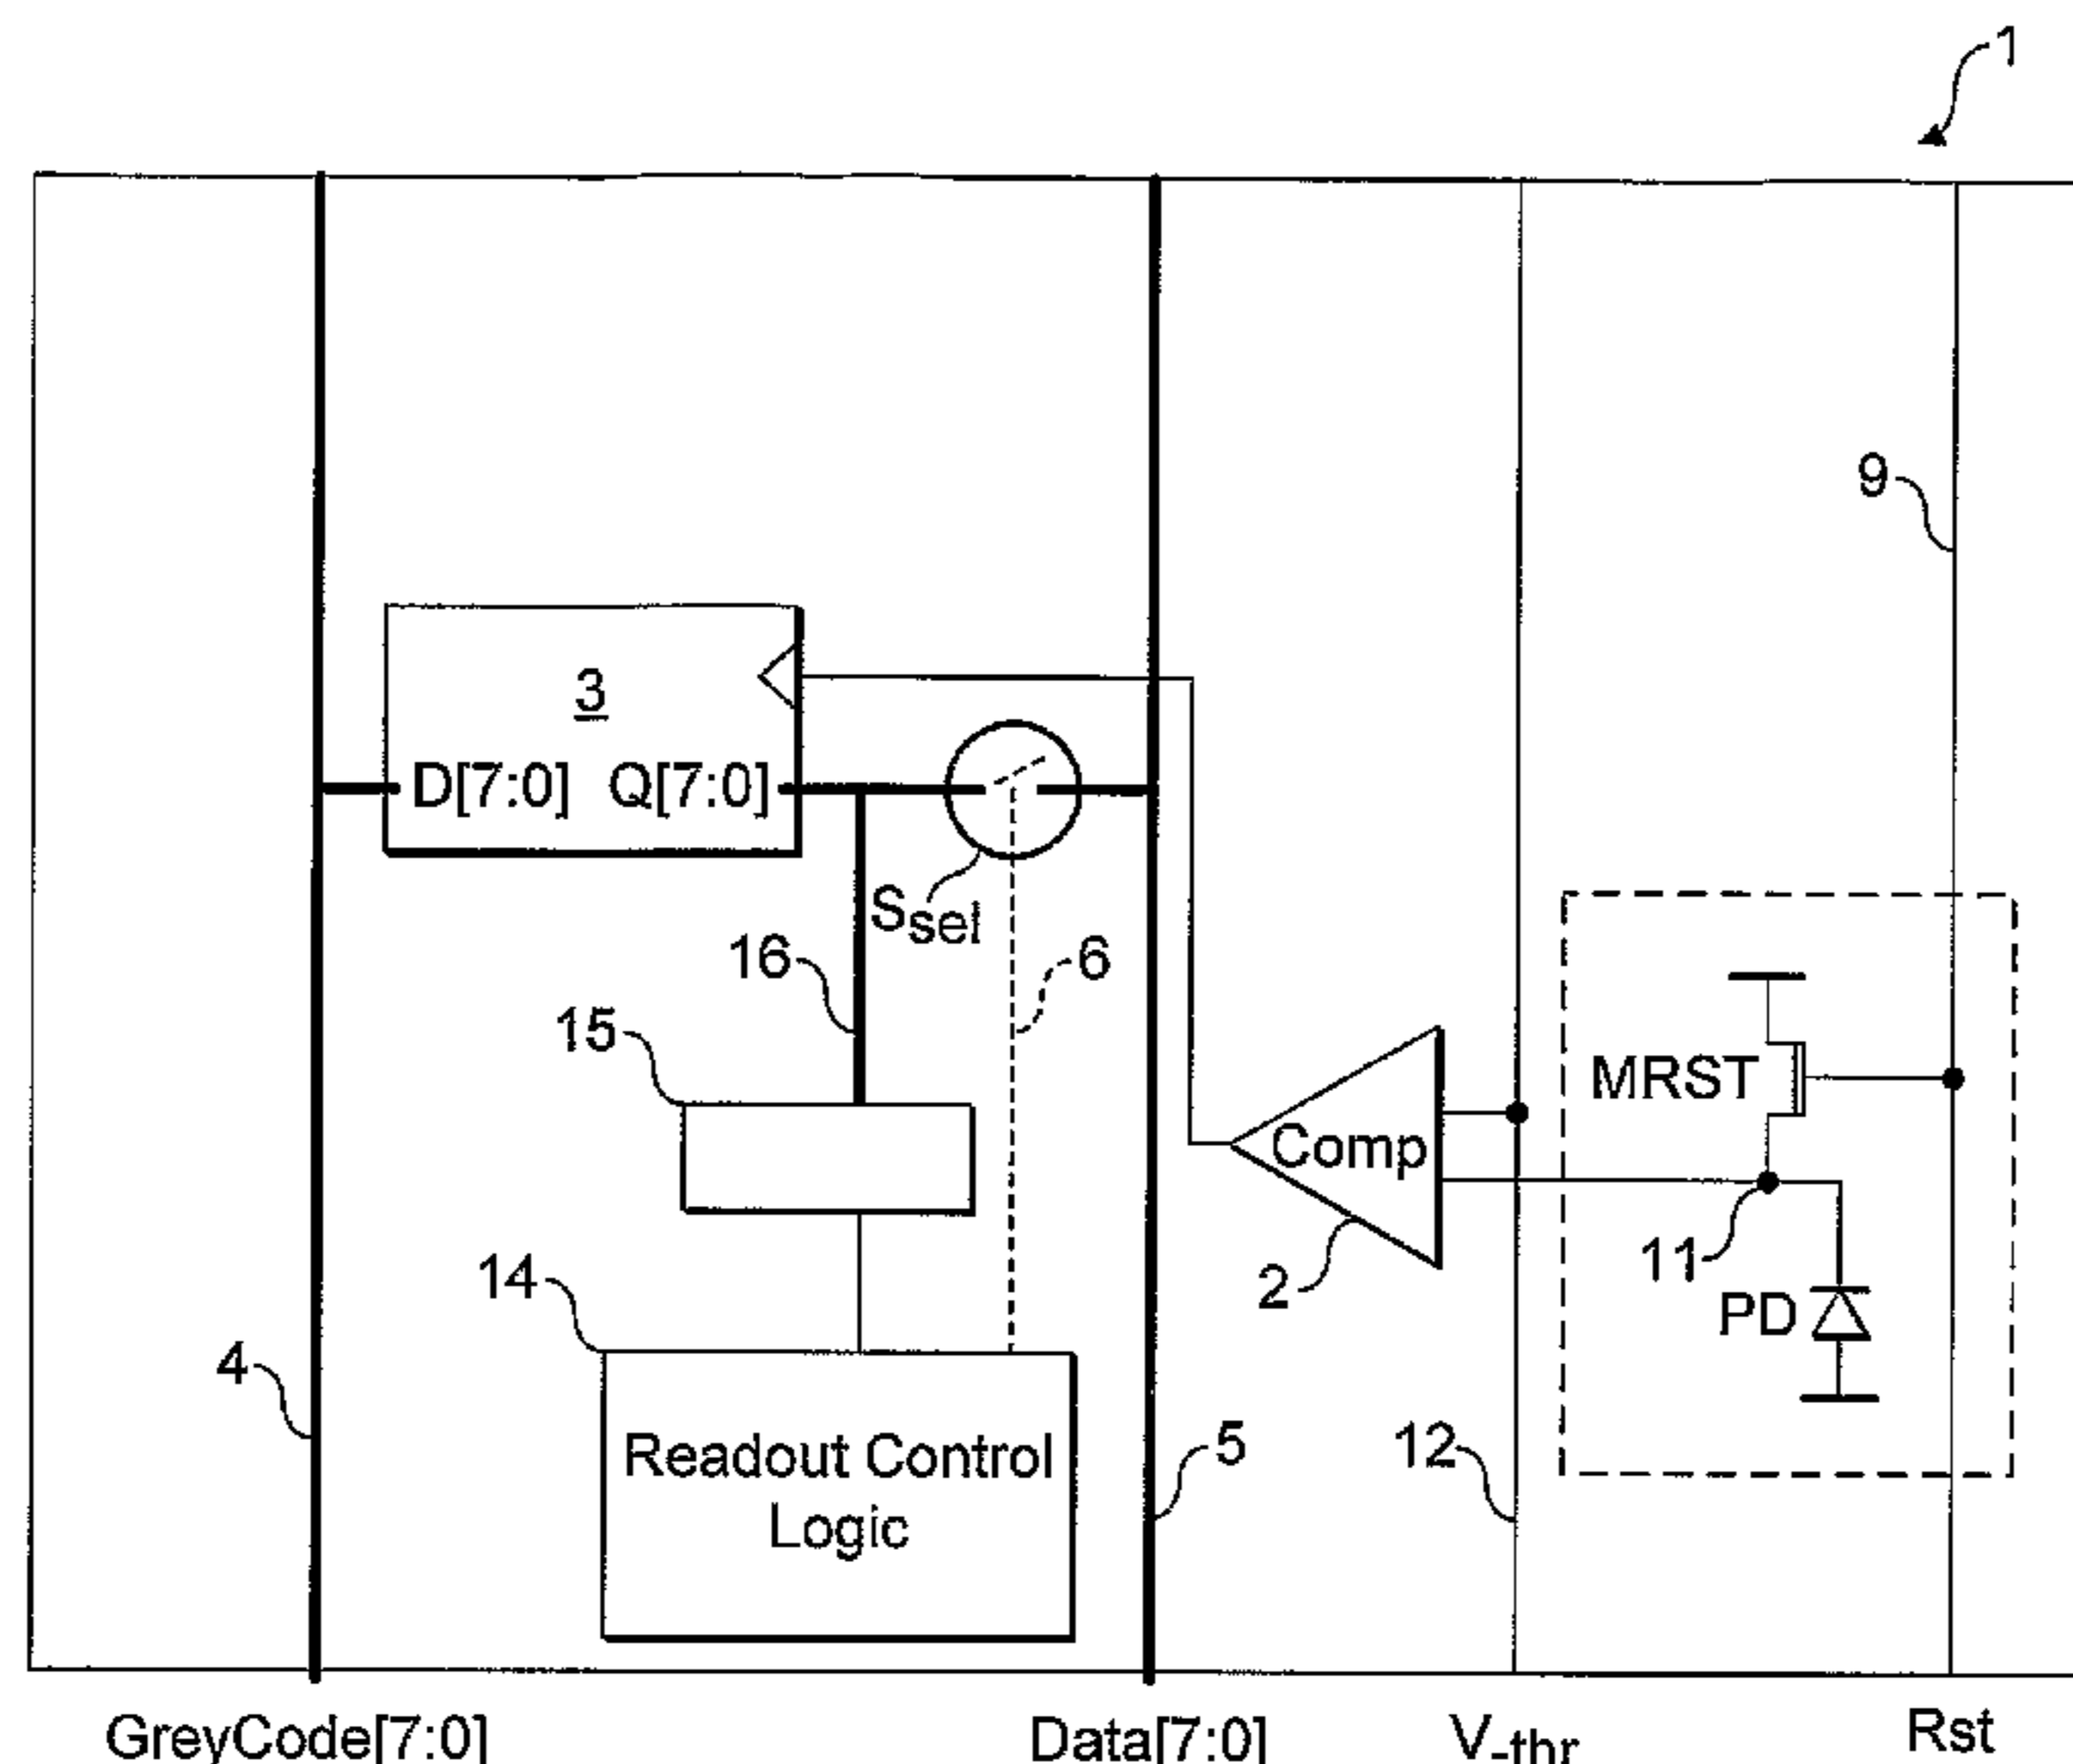 1
9
3
D[7:0] Q[7:0]
Ssel
16
6
15
MRST
Comp
11
2
14
PD
4
Readout Control
Logic
5
12
GreyCode[7:0]
Data[7:0]
V-thr
Rst